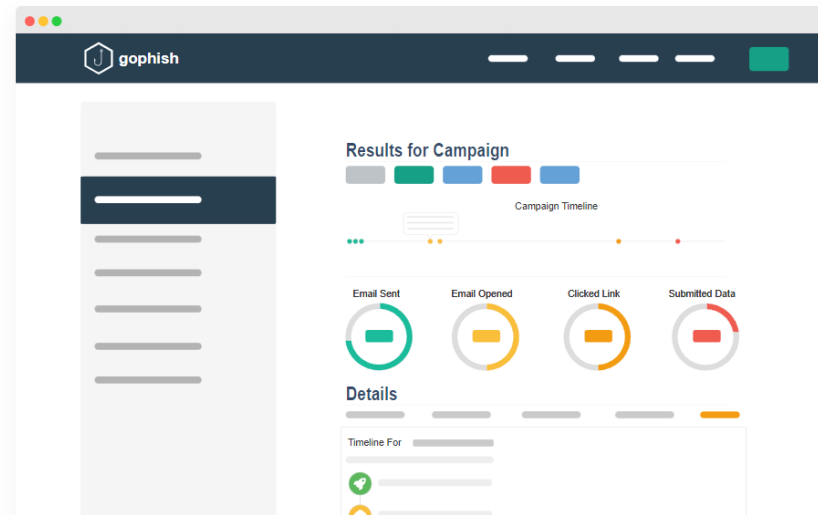 gophish
Results for Campaign
Campaign Timeline
Email Sent
Email Opened
Clicked Link
Submitted Data
Details
Timeline For